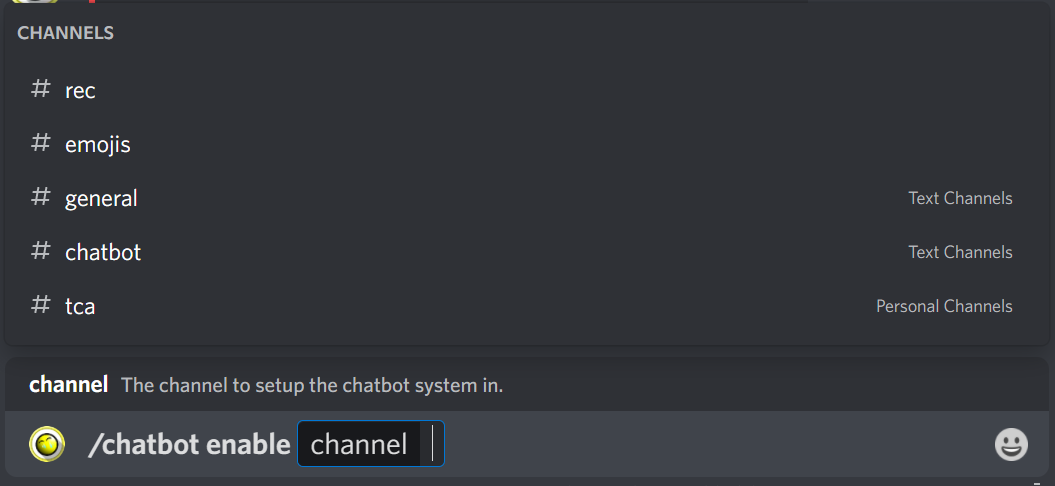 CHANNELS
# rec
# emojis
# general Text Channels
# chatbot Text Channels
# tca Personal Channels
channel The channel to setup the chatbot system in.
/chatbot enable channel